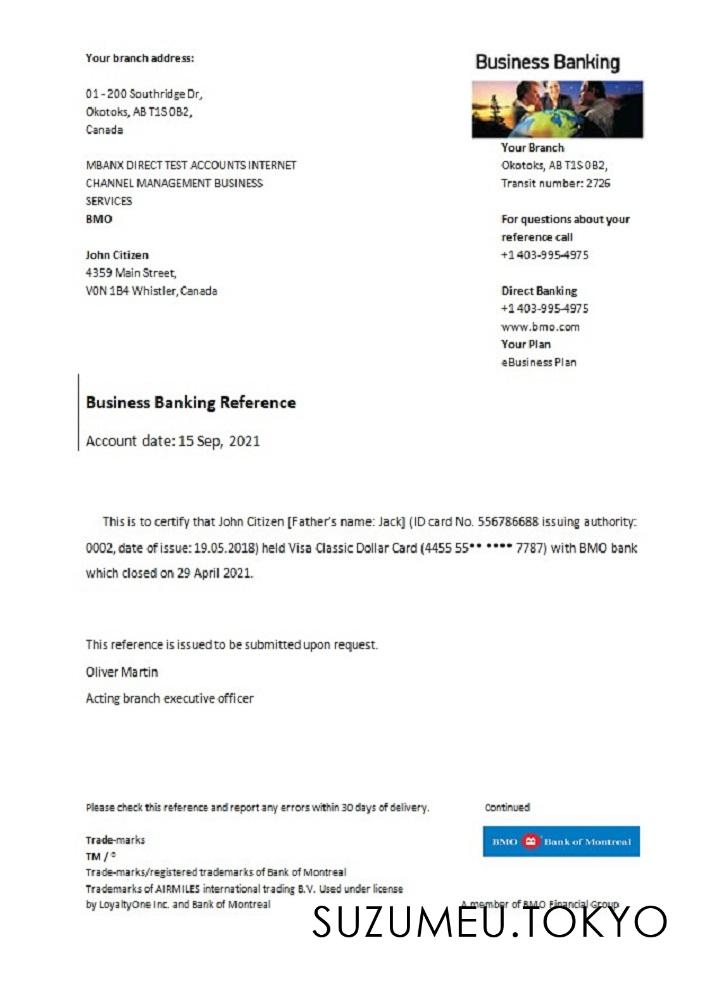 Your branch address:
01 - 200 Southridge Dr,
Okotoks, AB T1S 0B2,
Canada
MBANX DIRECT TEST ACCOUNTS INTERNET
CHANNEL MANAGEMENT BUSINESS
SERVICES
BMO
John Citizen
4359 Main Street,
V0N 1B4 Whistler, Canada
Business Banking
Your Branch
Okotoks, AB T1S 0B2,
Transit number: 2726
For questions about your
reference call
+1 403-995-4975
Direct Banking
+1 403-995-4975
www.bmo.com
Your Plan
eBusiness Plan
Business Banking Reference
Account date: 15 Sep, 2021
This is to certify that John Citizen [Father's name: Jack] (ID card No. 556786688 issuing authority:
0002, date of issue: 19.05.2018) held Visa Classic Dollar Card (4455 55** **** 7787) with BMO bank
which closed on 29 April 2021.
This reference is issued to be submitted upon request.
Oliver Martin
Acting branch executive officer
Please check this reference and report any errors within 30 days of delivery.
Continued
Trade-marks
TM / ©
Trade-marks/registered trademarks of Bank of Montreal
Trademarks of AIRMILES international trading B.V. Used under license
by LoyaltyOne Inc. and Bank of Montreal
BMO Bank of Montreal
A member of BMO Financial Group
SUZUMEU.TOKYO